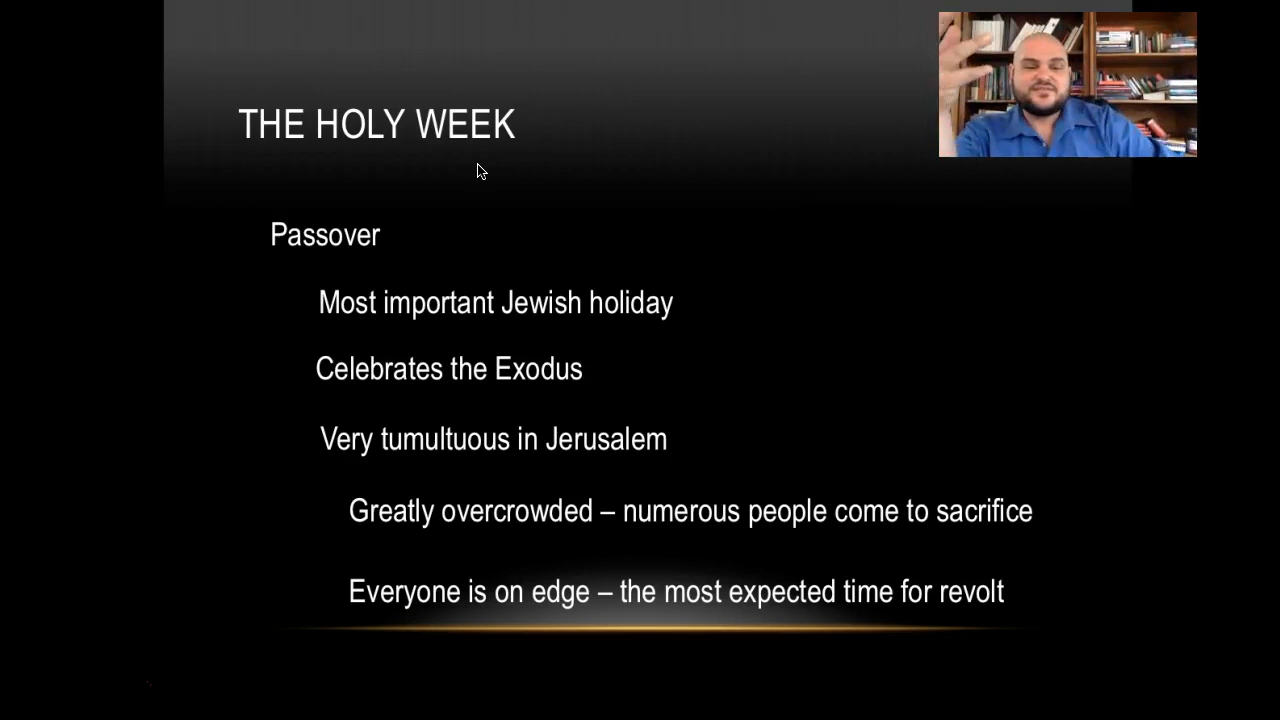 THE HOLY WEEK
Passover
Most important Jewish holiday
Celebrates the Exodus
Very tumultuous in Jerusalem
Greatly overcrowded – numerous people come to sacrifice
Everyone is on edge – the most expected time for revolt